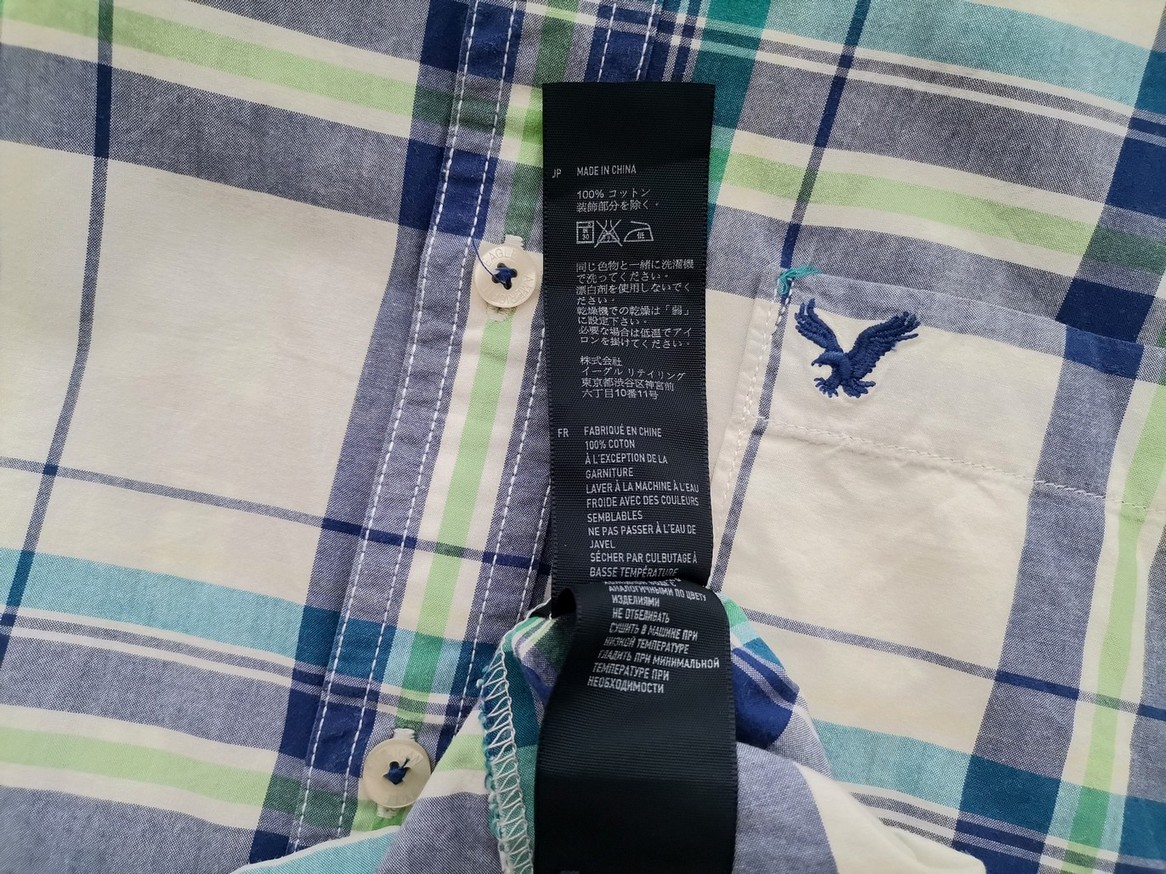 JP MADE IN CHINA
100% コットン
装飾部分を除く。
同じ色物と一緒に洗濯機
で洗ってください。
漂白剤を使用しないでく
ださい。
乾燥機での乾燥は「弱」
に設定下さい。
必要な場合は低温でアイ
ロンを掛けてください。
株式会社
イーグル リテイリング
東京都渋谷区神宮前
六丁目10番11号
FR FABRIQUÉ EN CHINE
100% COTON
À L'EXCEPTION DE LA
GARNITURE
LAVER À LA MACHINE À L'EAU
FROIDE AVEC DES COULEURS
SEMBLABLES
NE PAS PASSER À L'EAU DE
JAVEL
SÉCHER PAR CULBUTAGE À
BASSE TEMPÉRATURE
АНАЛОГИЧНЫМИ ПО ЦВЕТУ
ИЗДЕЛИЯМИ
НЕ ОТБЕЛИВАТЬ
СУШИТЬ В МАШИНЕ ПРИ
НИЗКОЙ ТЕМПЕРАТУРЕ
ГЛАДИТЬ ПРИ МИНИМАЛЬНОЙ
ТЕМПЕРАТУРЕ ПРИ
НЕОБХОДИМОСТИ